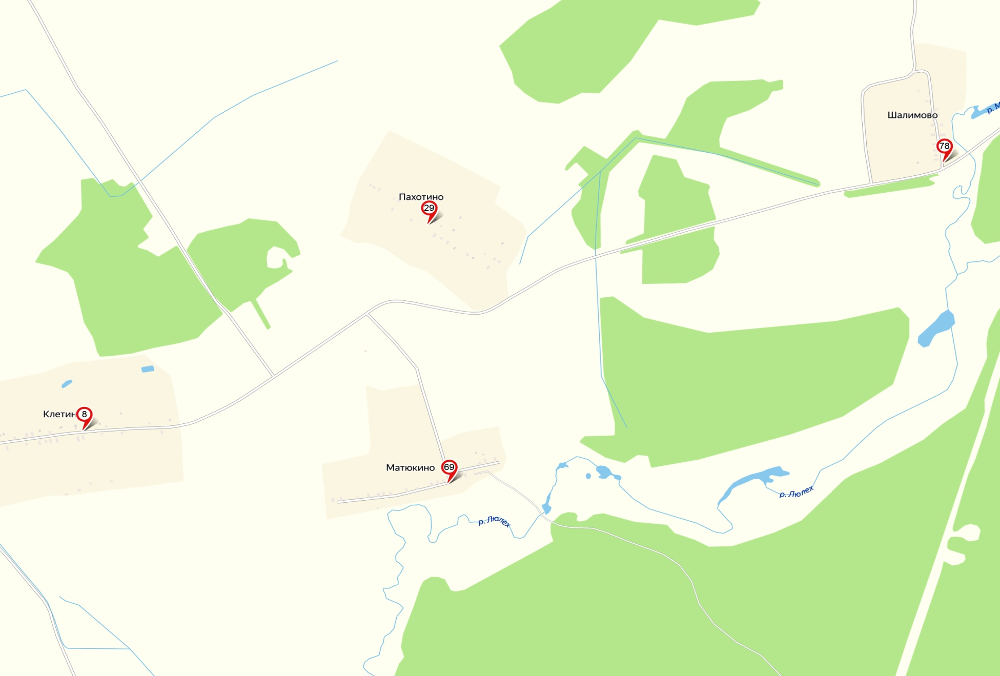 Шалимово
78
Пахотино
29
Клетин
8
Матюкино
69
р. Люлех
р. Люлех